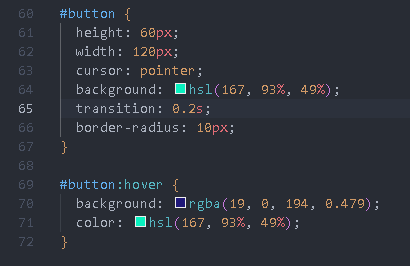 60 #button {
61 height: 60px;
62 width: 120px;
63 cursor: pointer;
64 background: hsl(167, 93%, 49%);
65 transition: 0.2s;
66 border-radius: 10px;
67 }
68
69 #button:hover {
70 background: rgba(19, 0, 194, 0.479);
71 color: hsl(167, 93%, 49%);
72 }